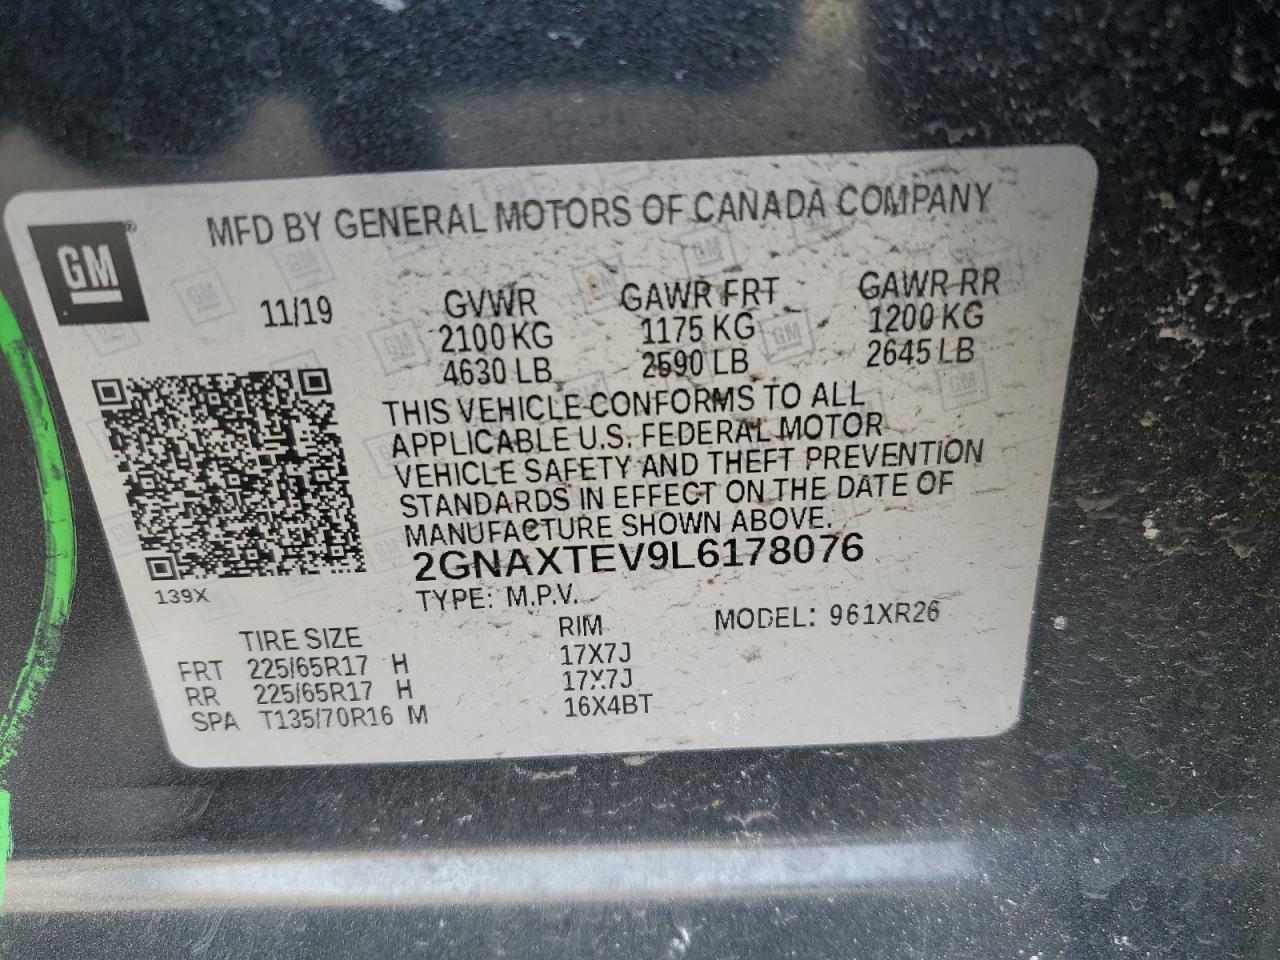 GM
MFD BY GENERAL MOTORS OF CANADA COMPANY
11/19
GVWR GAWR FRT GAWR RR
2100 KG 1175 KG 1200 KG
4630 LB 2590 LB 2645 LB
THIS VEHICLE CONFORMS TO ALL
APPLICABLE U.S. FEDERAL MOTOR
VEHICLE SAFETY AND THEFT PREVENTION
STANDARDS IN EFFECT ON THE DATE OF
MANUFACTURE SHOWN ABOVE.
2GNAXTEV9L6178076
139X
TYPE: M.P.V.
TIRE SIZE RIM MODEL: 961XR26
FRT 225/65R17 H 17X7J
RR 225/65R17 H 17X7J
SPA T135/70R16 M 16X4BT